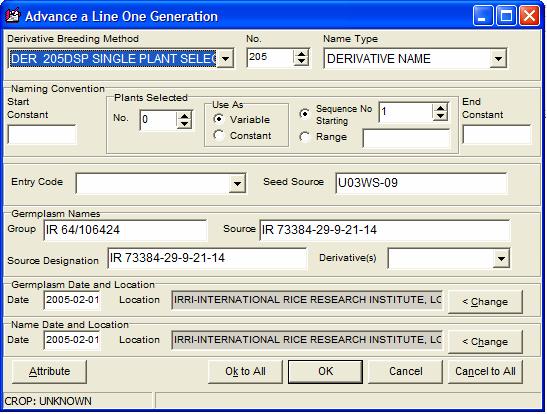 Advance a Line One Generation
Derivative Breeding Method No. Name Type
DER 205DSP SINGLE PLANT SELEC 205 DERIVATIVE NAME
Naming Convention
Start Constant
Plants Selected
No. 0
Use As
Variable
Constant
Sequence No Starting 1
Range
End Constant
Entry Code Seed Source U03WS-09
Germplasm Names
Group IR 64/106424 Source IR 73384-29-9-21-14
Source Designation IR 73384-29-9-21-14 Derivative(s)
Germplasm Date and Location
Date 2005-02-01 Location IRRI-INTERNATIONAL RICE RESEARCH INSTITUTE, LC < Change
Name Date and Location
Date 2005-02-01 Location IRRI-INTERNATIONAL RICE RESEARCH INSTITUTE, LC < Change
Attribute Ok to All OK Cancel Cancel to All
CROP: UNKNOWN